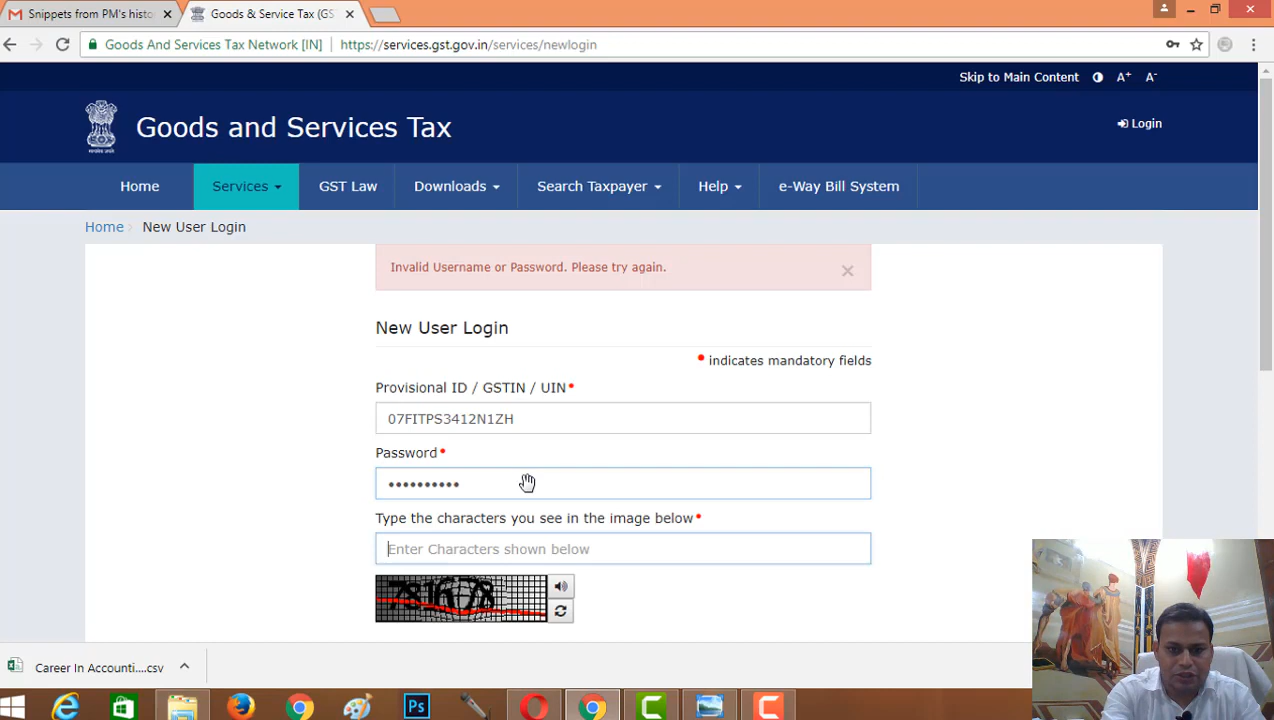 Snippets from PM's histo
Goods & Service Tax (GS
Goods And Services Tax Network [IN]
https://services.gst.gov.in/services/newlogin
Skip to Main Content
A+
A-
Goods and Services Tax
Login
Home
Services
GST Law
Downloads
Search Taxpayer
Help
e-Way Bill System
Home
New User Login
Invalid Username or Password. Please try again.
New User Login
• indicates mandatory fields
Provisional ID / GSTIN / UIN•
07FITPS3412N1ZH
Password•
••••••••••
Type the characters you see in the image below•
Enter Characters shown below
Career In Accounti....csv
Ps